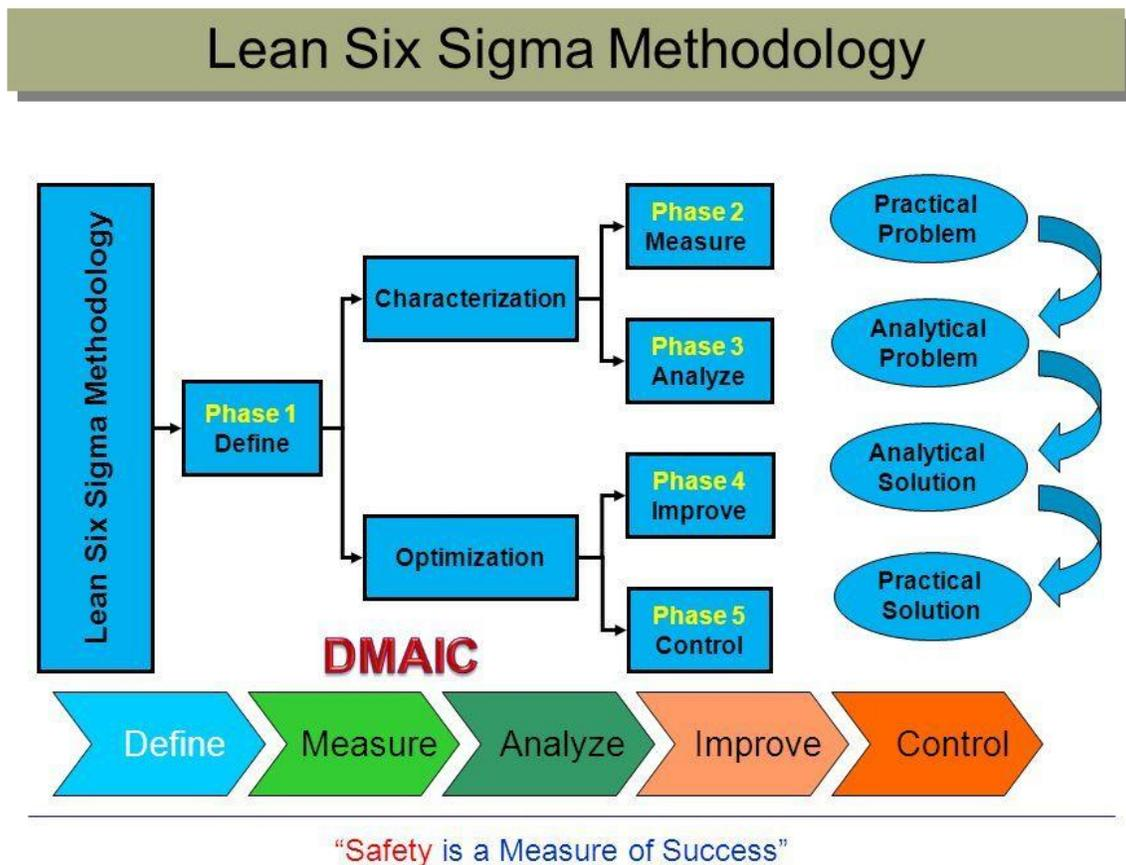 Lean Six Sigma Methodology
Lean Six Sigma Methodology
Phase 1
Define
Characterization
Optimization
Phase 2
Measure
Phase 3
Analyze
Phase 4
Improve
Phase 5
Control
Practical
Problem
Analytical
Problem
Analytical
Solution
Practical
Solution
DMAIC
Define
Measure
Analyze
Improve
Control
“Safety is a Measure of Success”